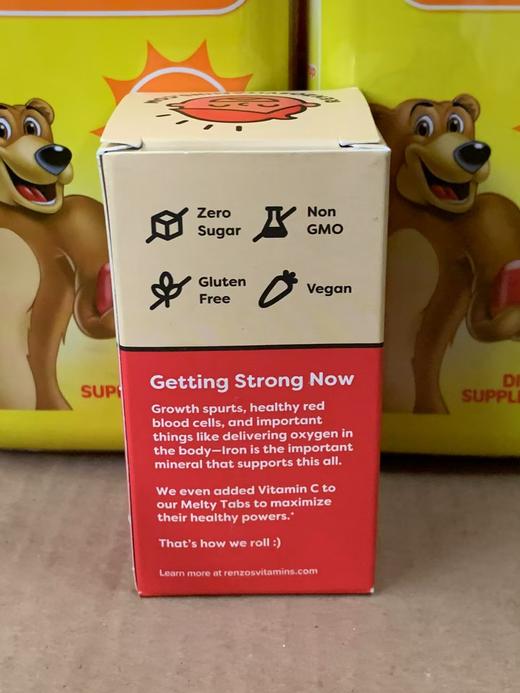 Zero
Sugar
Non
GMO
Gluten
Free
Vegan
Getting Strong Now
Growth spurts, healthy red
blood cells, and important
things like delivering oxygen in
the body—Iron is the important
mineral that supports this all.
We even added Vitamin C to
our Melty Tabs to maximize
their healthy powers.*
That's how we roll :)
Learn more at renzosvitamins.com